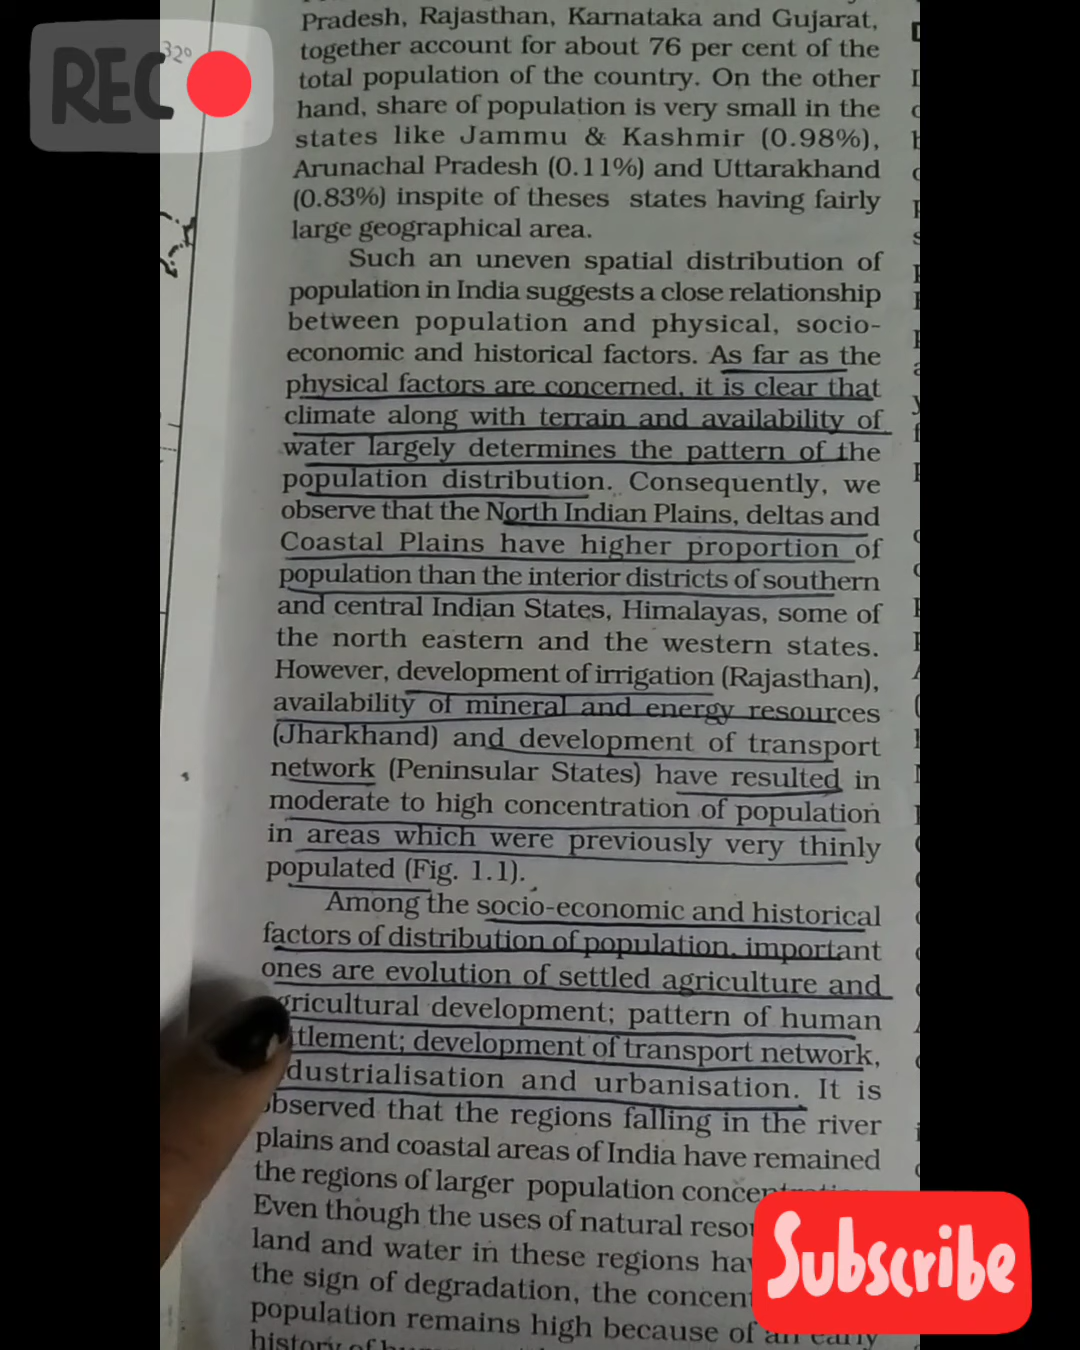 REC
32°
Pradesh, Rajasthan, Karnataka and Gujarat,
together account for about 76 per cent of the
total population of the country. On the other
hand, share of population is very small in the
states like Jammu & Kashmir (0.98%),
Arunachal Pradesh (0.11%) and Uttarakhand
(0.83%) inspite of theses states having fairly
large geographical area.
Such an uneven spatial distribution of
population in India suggests a close relationship
between population and physical, socio-
economic and historical factors. As far as the
physical factors are concerned, it is clear that
climate along with terrain and availability of
water largely determines the pattern of the
population distribution. Consequently, we
observe that the North Indian Plains, deltas and
Coastal Plains have higher proportion of
population than the interior districts of southern
and central Indian States, Himalayas, some of
the north eastern and the western states.
However, development of irrigation (Rajasthan),
availability of mineral and energy resources
(Jharkhand) and development of transport
network (Peninsular States) have resulted in
moderate to high concentration of population
in areas which were previously very thinly
populated (Fig. 1.1).
Among the socio-economic and historical
factors of distribution of population, important
ones are evolution of settled agriculture and
gricultural development; pattern of human
tlement; development of transport network,
dustrialisation and urbanisation. It is
bserved that the regions falling in the river
plains and coastal areas of India have remained
the regions of larger population concen
Even though the uses of natural reso
land and water in these regions ha
the sign of degradation, the concent
population remains high because of an early
history of
Subscribe